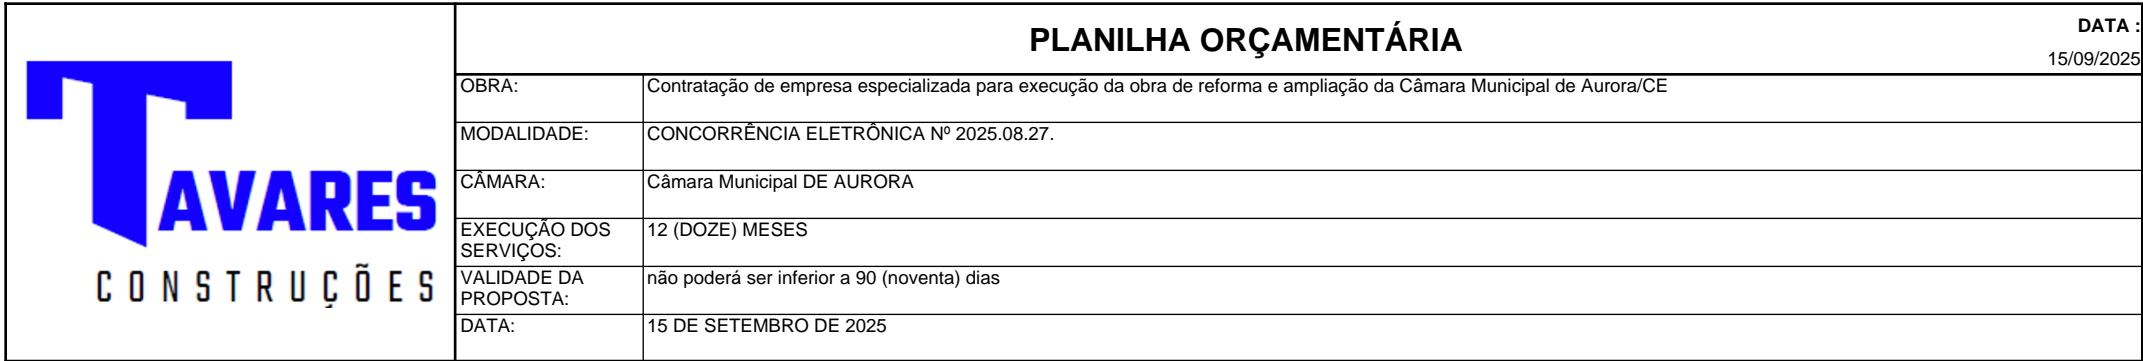 TAVARES
CONSTRUÇÕES
PLANILHA ORÇAMENTÁRIA
DATA :
15/09/2025
OBRA: Contratação de empresa especializada para execução da obra de reforma e ampliação da Câmara Municipal de Aurora/CE
MODALIDADE: CONCORRÊNCIA ELETRÔNICA Nº 2025.08.27.
CÂMARA: Câmara Municipal DE AURORA
EXECUÇÃO DOS 12 (DOZE) MESES
SERVIÇOS:
VALIDADE DA não poderá ser inferior a 90 (noventa) dias
PROPOSTA:
DATA: 15 DE SETEMBRO DE 2025